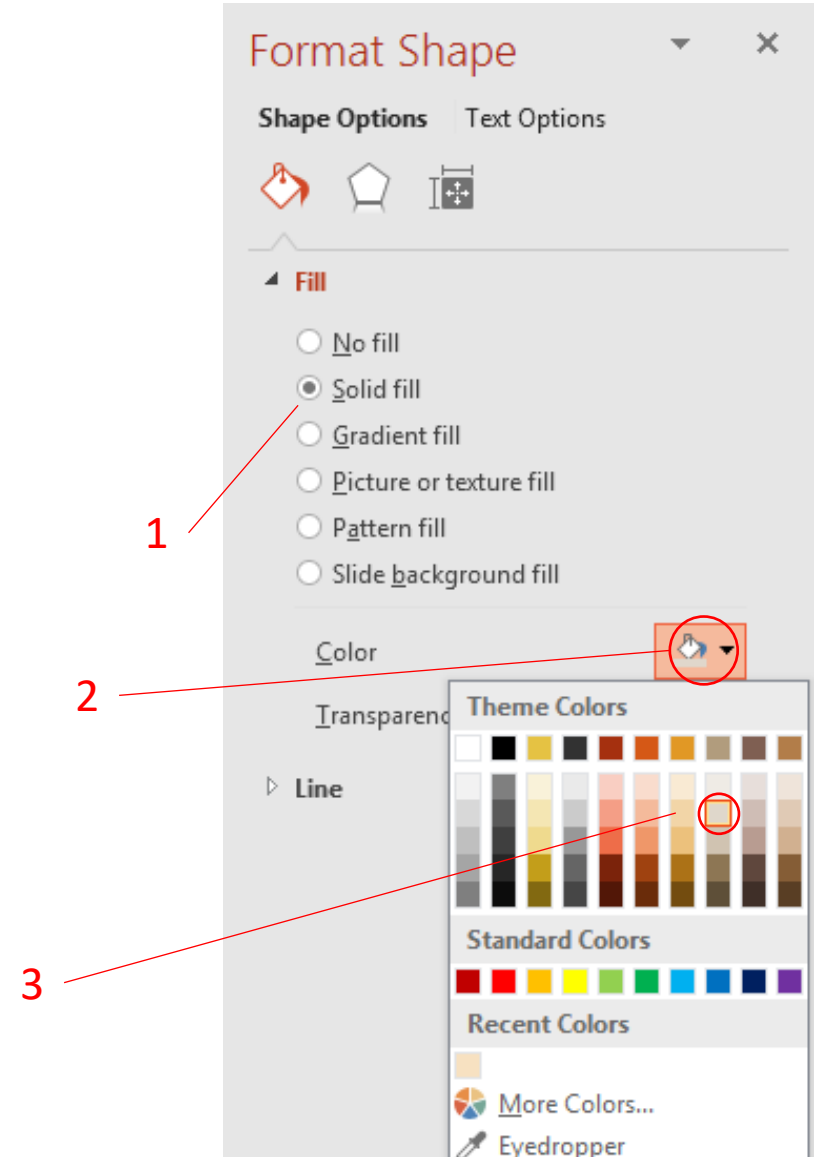 Format Shape
Shape Options Text Options
Fill
No fill
Solid fill
Gradient fill
Picture or texture fill
1
Pattern fill
Slide background fill
Color
2
Theme Colors
Transparenc
Line
Standard Colors
3
Recent Colors
More Colors...
Eyedropper